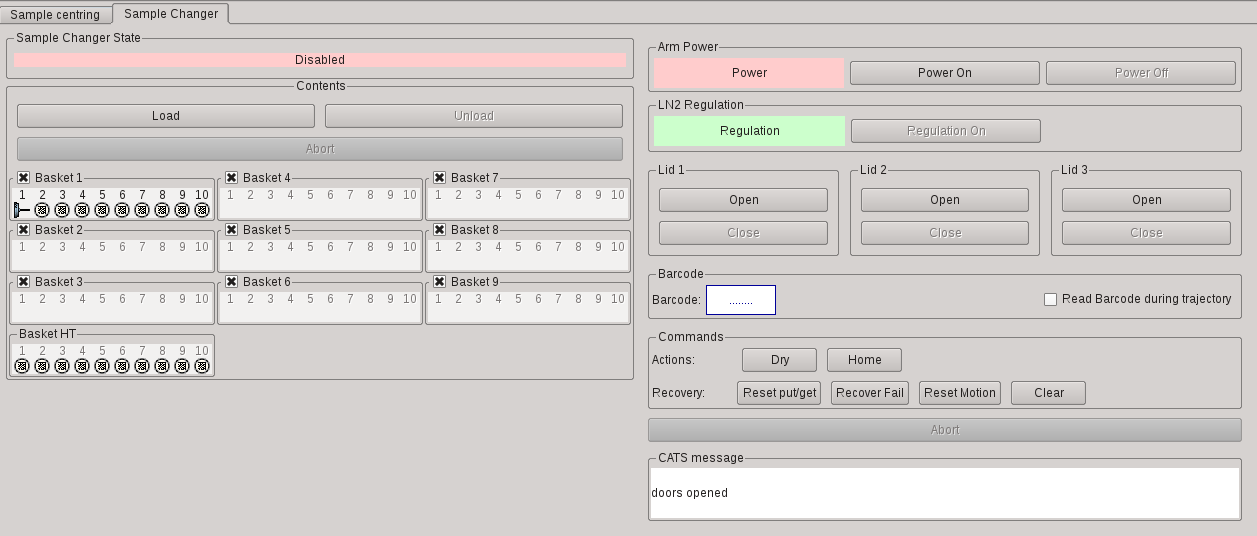 Sample centring
Sample Changer
Sample Changer State
Disabled
Contents
Load
Unload
Abort
Basket 1
1 2 3 4 5 6 7 8 9 10
Basket 4
1 2 3 4 5 6 7 8 9 10
Basket 7
1 2 3 4 5 6 7 8 9 10
Basket 2
1 2 3 4 5 6 7 8 9 10
Basket 5
1 2 3 4 5 6 7 8 9 10
Basket 8
1 2 3 4 5 6 7 8 9 10
Basket 3
1 2 3 4 5 6 7 8 9 10
Basket 6
1 2 3 4 5 6 7 8 9 10
Basket 9
1 2 3 4 5 6 7 8 9 10
Basket HT
1 2 3 4 5 6 7 8 9 10
Arm Power
Power
Power On
Power Off
LN2 Regulation
Regulation
Regulation On
Lid 1
Open
Close
Lid 2
Open
Close
Lid 3
Open
Close
Barcode
Barcode: ........
Read Barcode during trajectory
Commands
Actions: Dry Home
Recovery: Reset put/get Recover Fail Reset Motion Clear
Abort
CATS message
doors opened